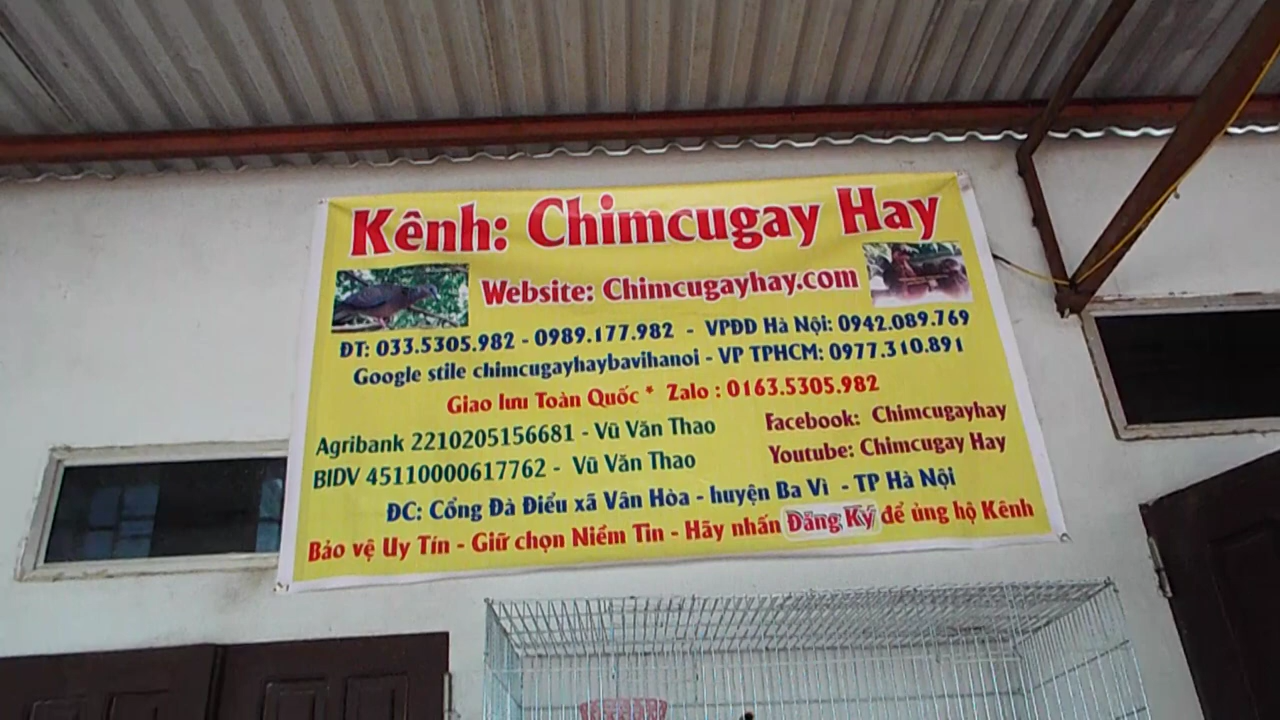 Kênh: Chimcugay Hay
Website: Chimcugayhay.com
ĐT: 033.5305.982 - 0989.177.982 - VPĐD Hà Nội: 0942.089.769
Google stile chimcugayhaybavihanoi - VP TPHCM: 0977.310.891
Giao lưu Toàn Quốc * Zalo : 0163.5305.982
Agribank 2210205156681 - Vũ Văn Thao
Facebook: Chimcugayhay
BIDV 45110000617762 - Vũ Văn Thao
Youtube: Chimcugay Hay
ĐC: Cổng Đà Điểu xã Vân Hòa - huyện Ba Vì - TP Hà Nội
Bảo vệ Uy Tín - Giữ chọn Niềm Tin - Hãy nhấn Đăng Ký để ủng hộ Kênh